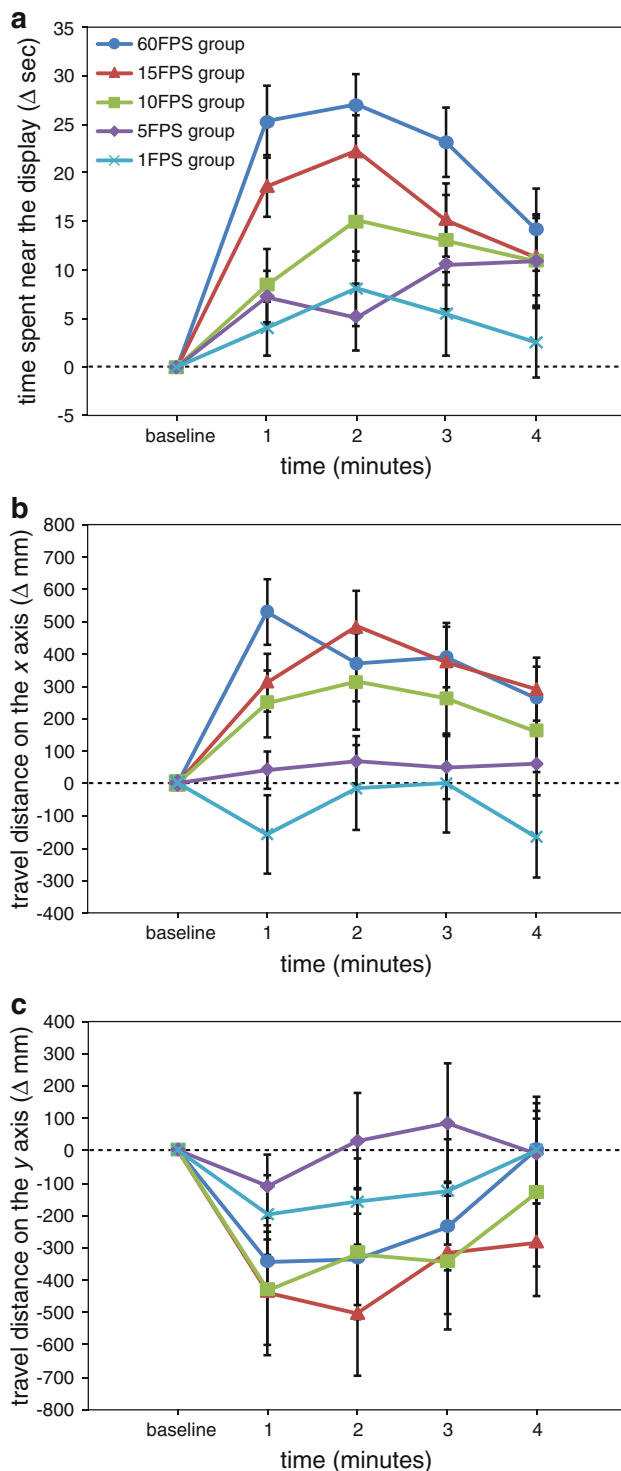 a
35
30
25
20
15
10
5
0
-5
time spent near the display (Δ sec)
60FPS group
15FPS group
10FPS group
5FPS group
1FPS group
baseline 1 2 3 4
time (minutes)
b
800
700
600
500
400
300
200
100
0
-100
-200
-300
-400
travel distance on the x axis (Δ mm)
baseline 1 2 3 4
time (minutes)
c
400
300
200
100
0
-100
-200
-300
-400
-500
-600
-700
-800
travel distance on the y axis (Δ mm)
baseline 1 2 3 4
time (minutes)